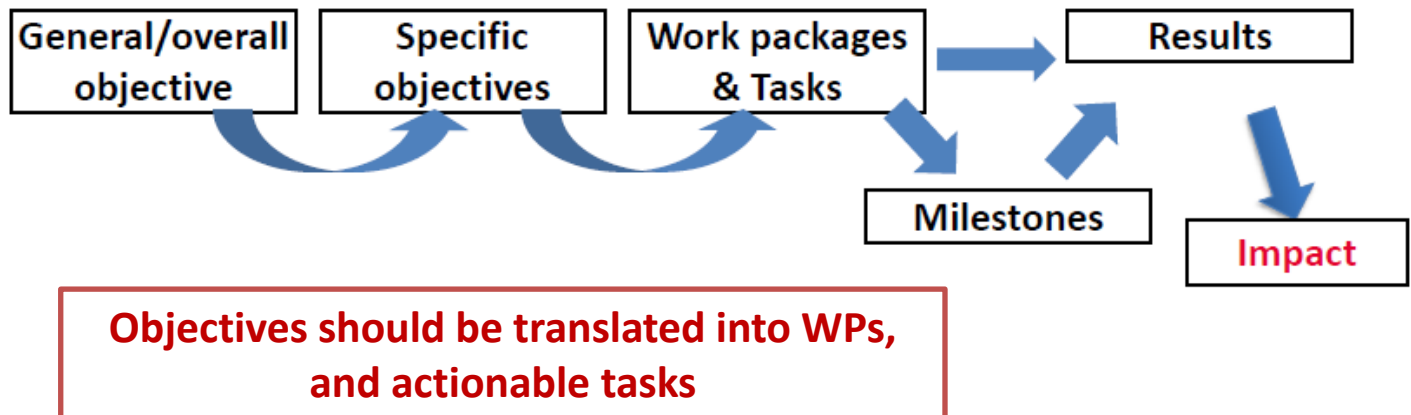 General/overall
objective
Specific
objectives
Work packages
& Tasks
Results
Milestones
Impact
Objectives should be translated into WPs,
and actionable tasks